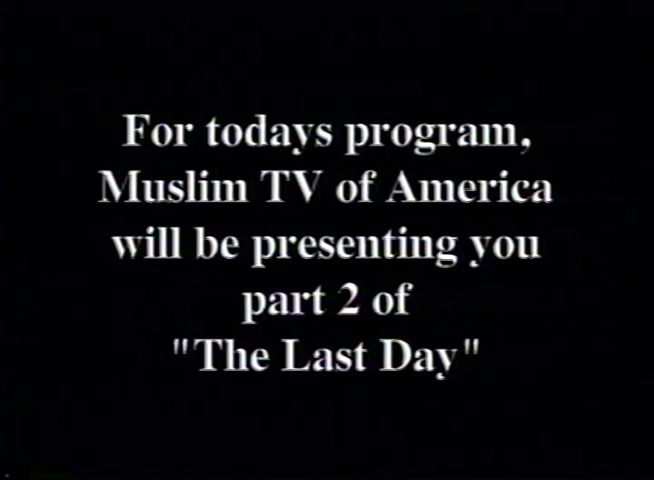 For todays program,
Muslim TV of America
will be presenting you
part 2 of
"The Last Day"